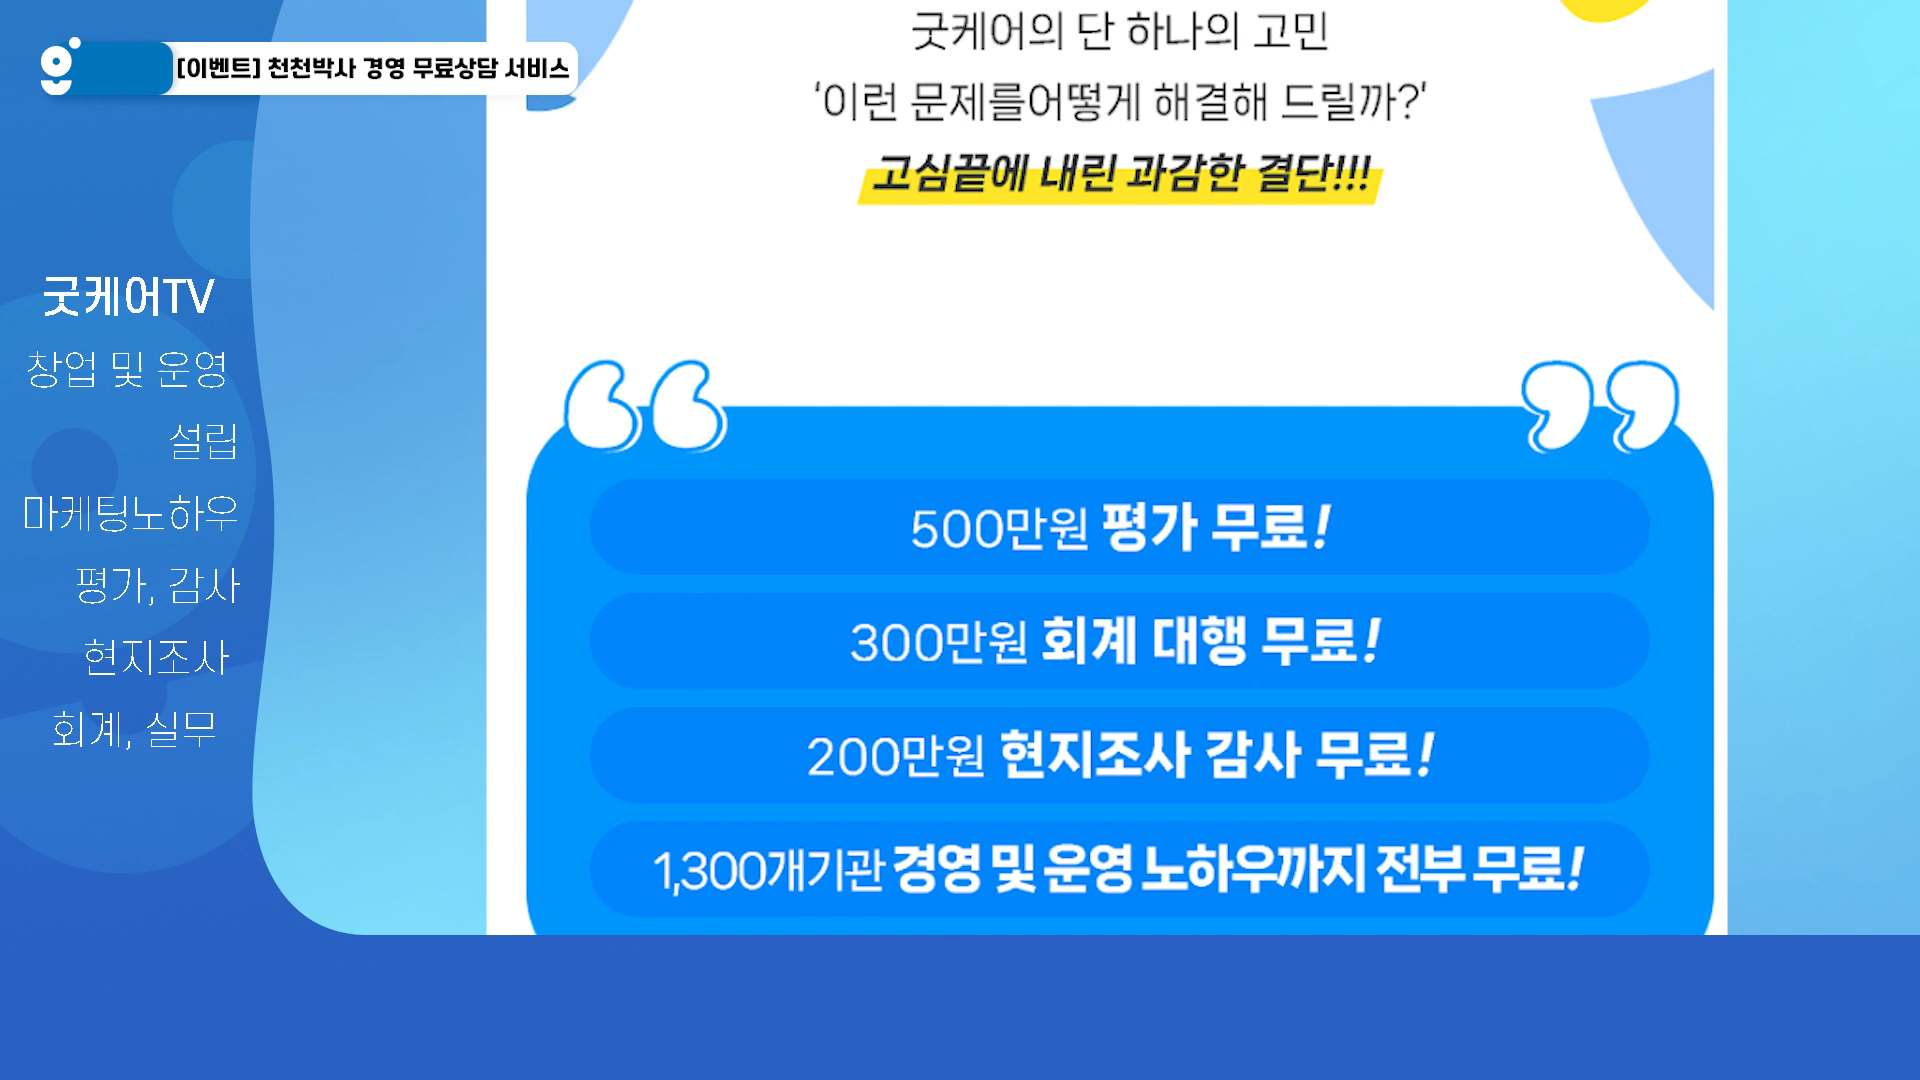 [이벤트] 천천박사 경영 무료상담 서비스
굿케어TV
창업 및 운영
설립
마케팅노하우
평가, 감사
현지조사
회계, 실무
굿케어의 단 하나의 고민
‘이런 문제를어떻게 해결해 드릴까?’
고심끝에 내린 과감한 결단!!!
500만원 평가 무료!
300만원 회계 대행 무료!
200만원 현지조사 감사 무료!
1,300개기관 경영 및 운영 노하우까지 전부 무료!